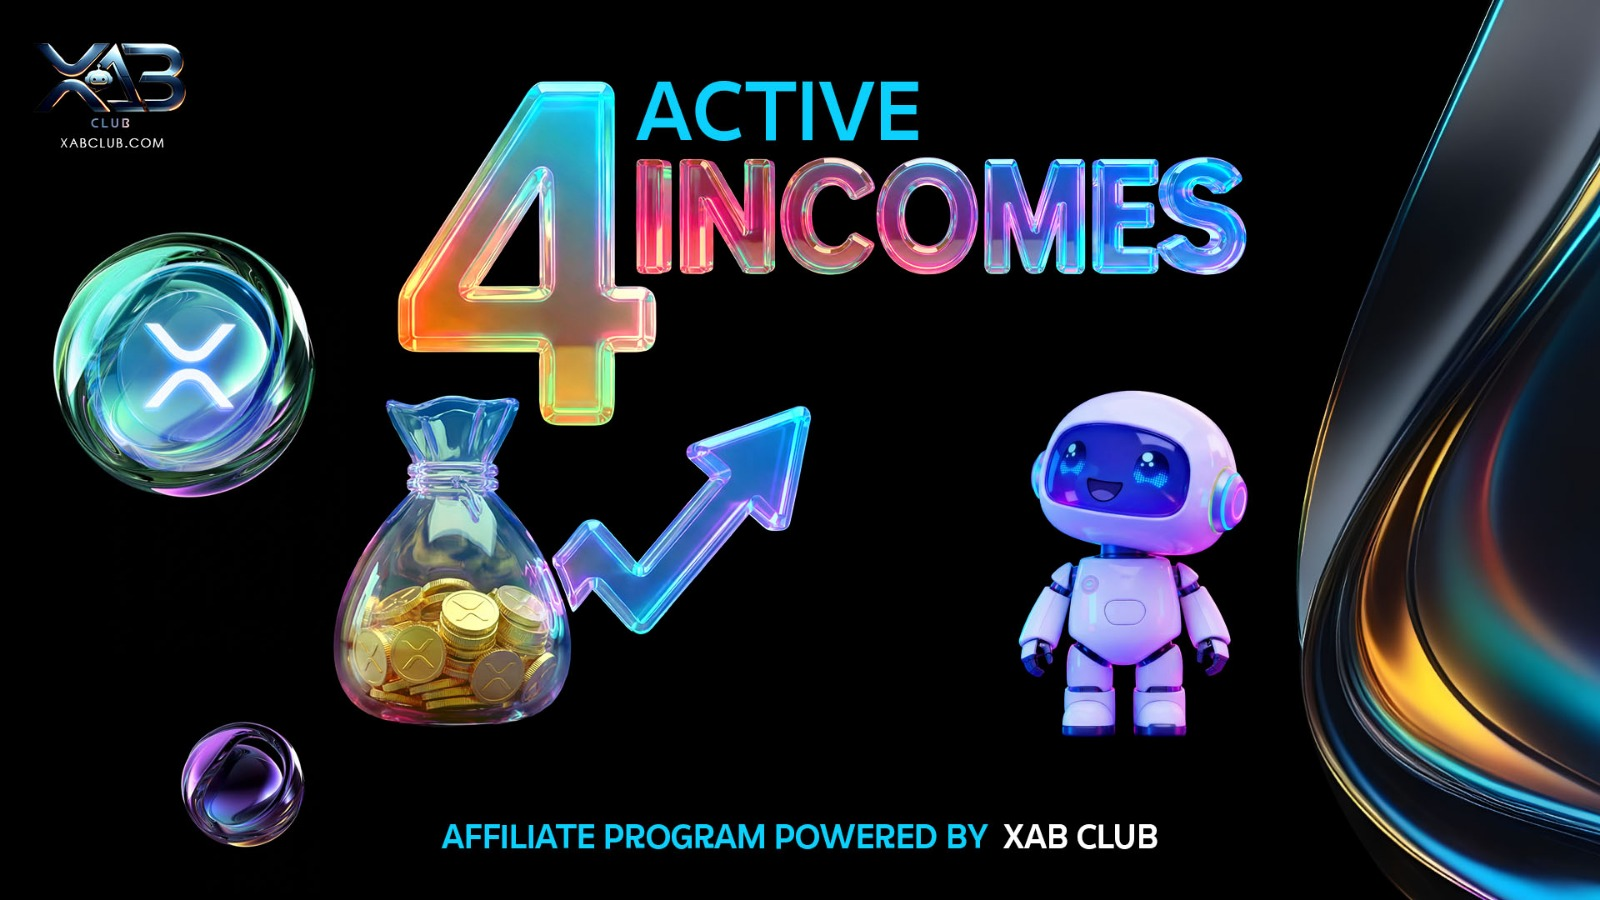 XAB
CLUB
XABCLUB.COM
4 ACTIVE
INCOMES
AFFILIATE PROGRAM POWERED BY XAB CLUB